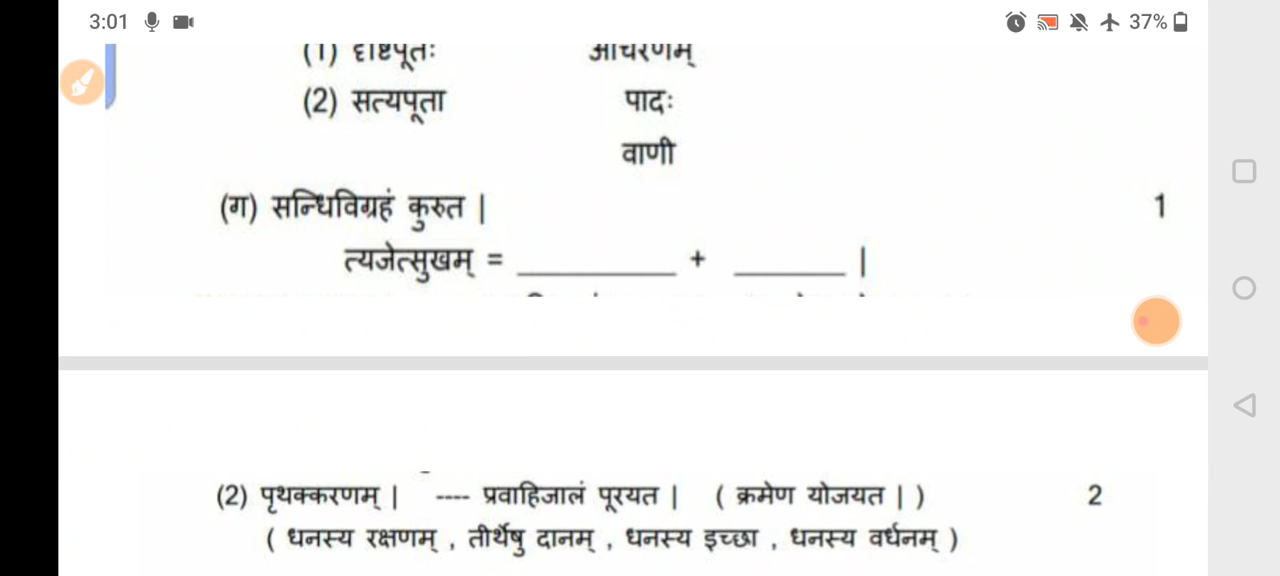 3:01 37%
(1) दृष्टिपूतः आचरणम्
(2) सत्यपूता पादः
वाणी
(ग) सन्धिविग्रहं कुरुत | 1
त्यजेत्सुखम् = __________ + _______ |
(2) पृथक्करणम् | ---- प्रवाहिजालं पूरयत | ( क्रमेण योजयत | ) 2
( धनस्य रक्षणम् , तीर्थेषु दानम् , धनस्य इच्छा , धनस्य वर्धनम् )